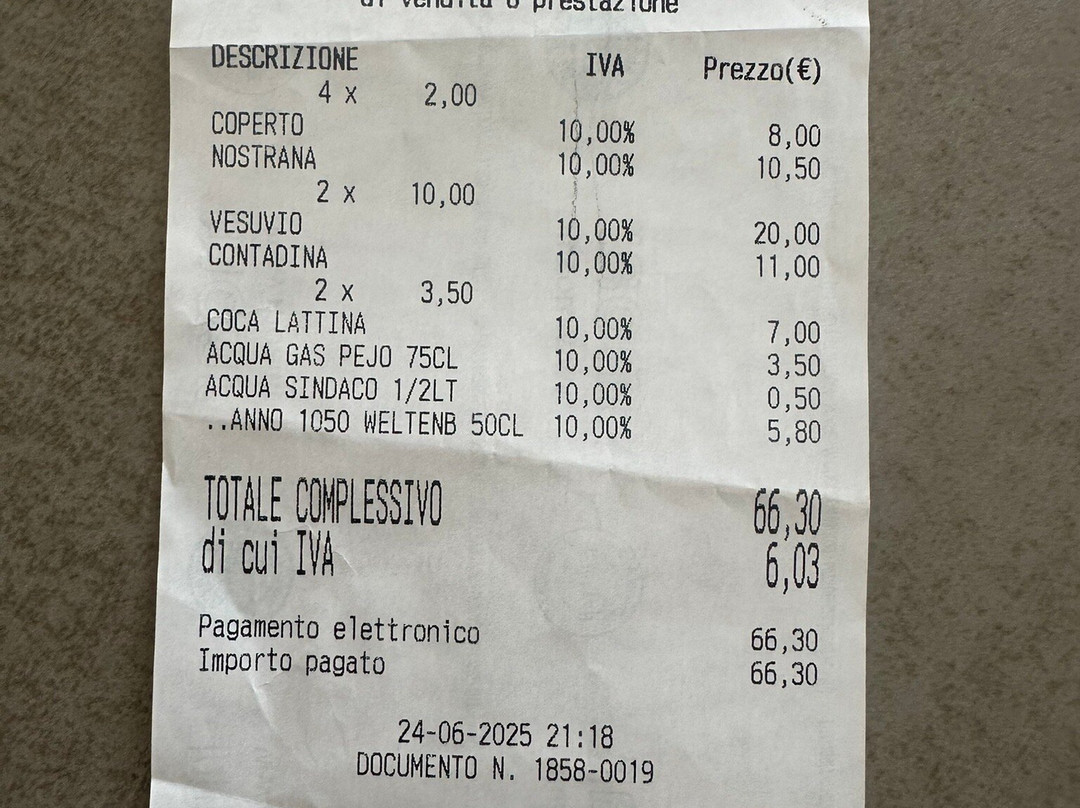 di vendita o prestazione
DESCRIZIONE IVA Prezzo(€)
4 x 2,00
COPERTO 10,00% 8,00
NOSTRANA 10,00% 10,50
2 x 10,00
VESUVIO 10,00% 20,00
CONTADINA 10,00% 11,00
2 x 3,50
COCA LATTINA 10,00% 7,00
ACQUA GAS PEJO 75CL 10,00% 3,50
ACQUA SINDACO 1/2LT 10,00% 0,50
..ANNO 1050 WELTENB 50CL 10,00% 5,80
TOTALE COMPLESSIVO 66,30
di cui IVA 6,03
Pagamento elettronico 66,30
Importo pagato 66,30
24-06-2025 21:18
DOCUMENTO N. 1858-0019